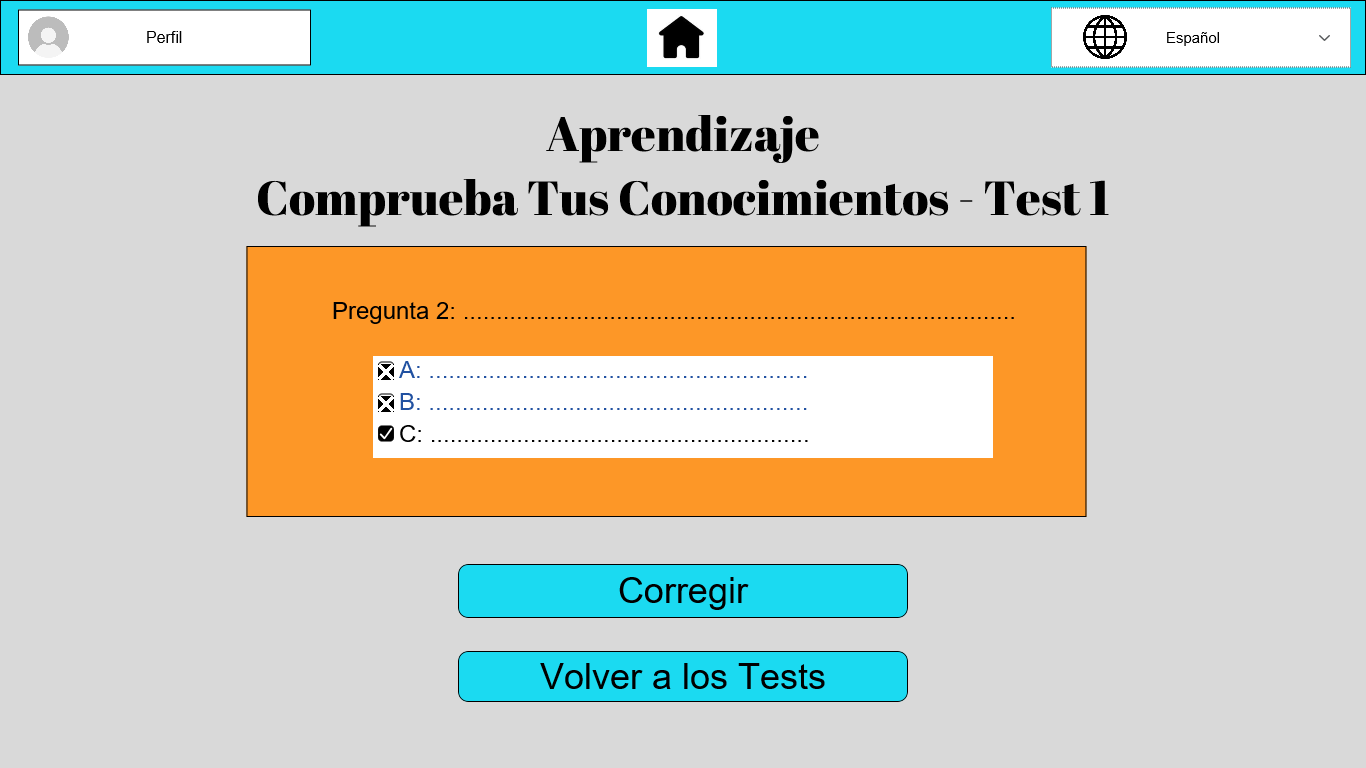 Perfil
Español
Aprendizaje
Comprueba Tus Conocimientos - Test 1
Pregunta 2: ...................................................................................
A: .........................................................
B: .........................................................
C: .........................................................
Corregir
Volver a los Tests